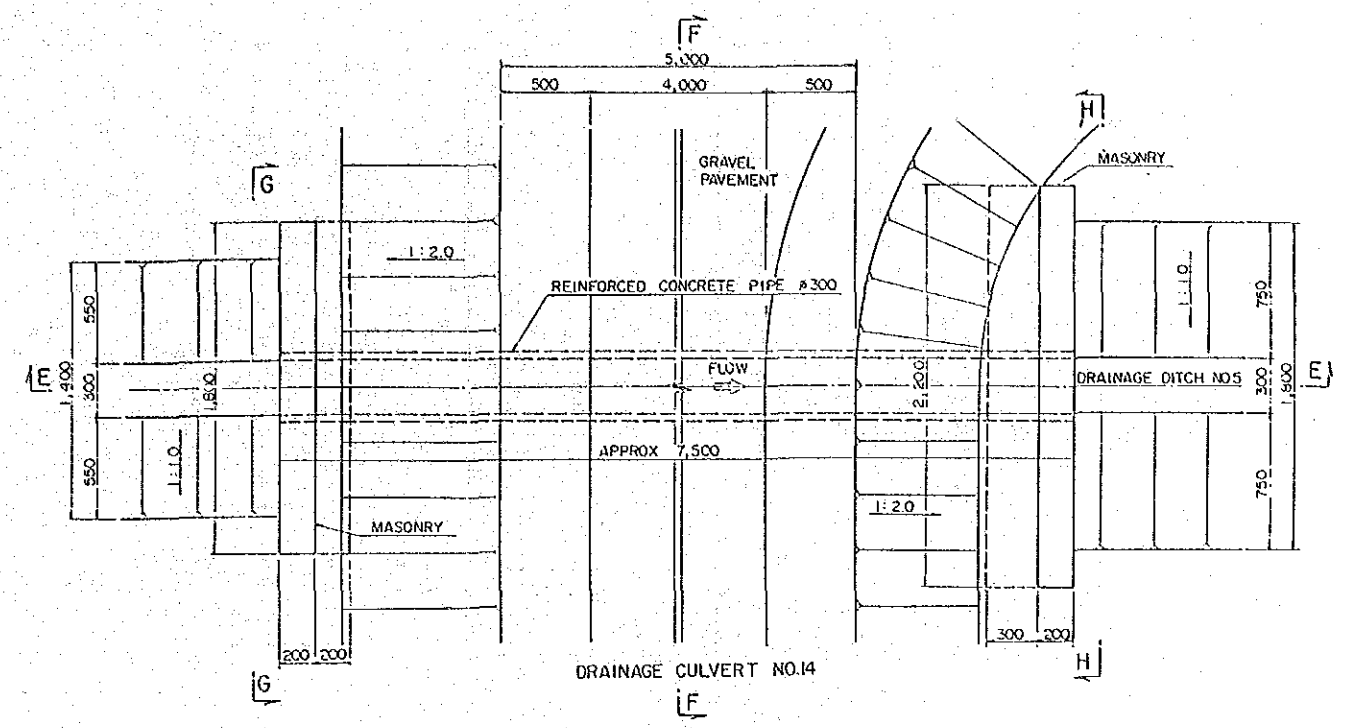 F
5,000
500 4,000 500
H
MASONRY
GRAVEL
PAVEMENT
G
1:2.0
1:1.0
REINFORCED CONCRETE PIPE ø300
550
750
E
1,400
300
1,800
FLOW
2,200
DRAINAGE DITCH NO5
300
1,800
E
APPROX 7,500
550
1:1.0
750
MASONRY
1:2.0
200 200
300 200
G
DRAINAGE CULVERT NO.14
H
F